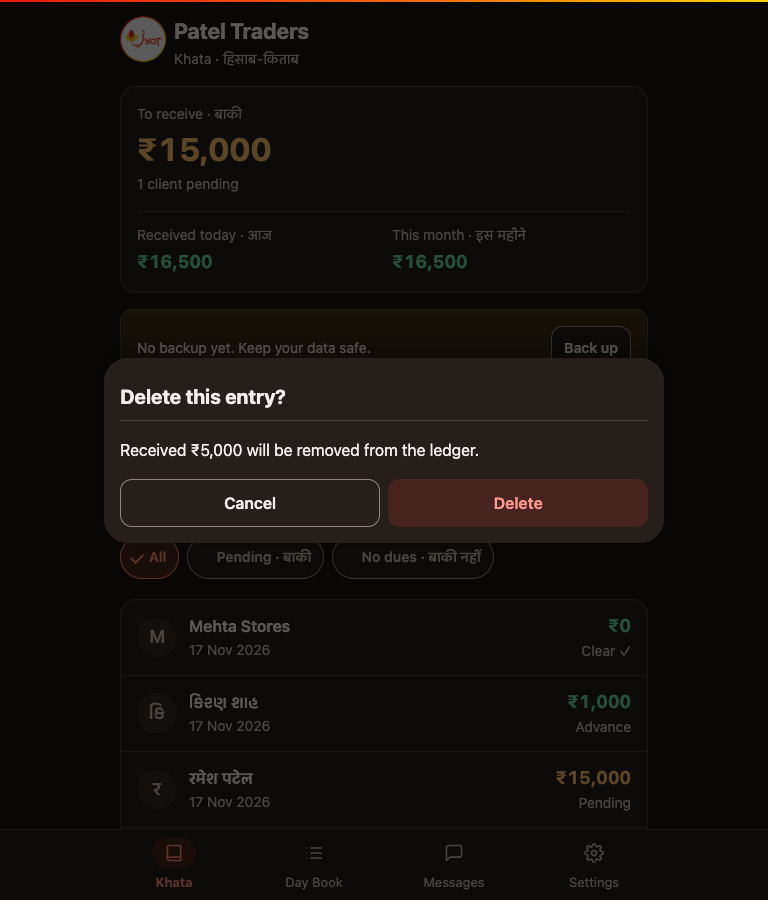 Jyot
Patel Traders
Khata · हिसाब-किताब
To receive · बाकी
₹15,000
1 client pending
Received today · आज
This month · इस महीने
₹16,500
₹16,500
No backup yet. Keep your data safe.
Back up
Delete this entry?
Received ₹5,000 will be removed from the ledger.
Cancel
Delete
✓ All
Pending · बाकी
No dues · बाकी नहीं
M
Mehta Stores
₹0
17 Nov 2026
Clear ✓
કિ
કિરણ શાહ
₹1,000
17 Nov 2026
Advance
र
रमेश पटेल
₹15,000
17 Nov 2026
Pending
Khata
Day Book
Messages
Settings